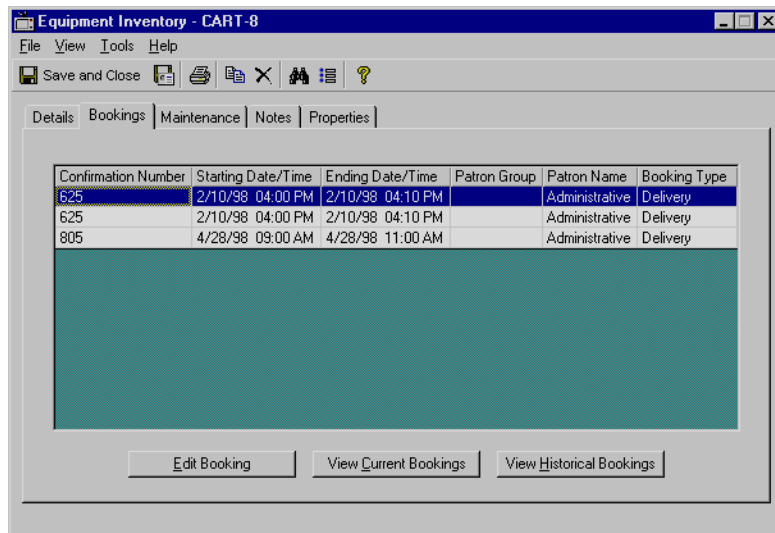 Equipment Inventory - CART-8
File View Tools Help
Save and Close
Details Bookings Maintenance Notes Properties
Confirmation Number Starting Date/Time Ending Date/Time Patron Group Patron Name Booking Type
625 2/10/98 04:00 PM 2/10/98 04:10 PM Administrative Delivery
625 2/10/98 04:00 PM 2/10/98 04:10 PM Administrative Delivery
805 4/28/98 09:00 AM 4/28/98 11:00 AM Administrative Delivery
Edit Booking View Current Bookings View Historical Bookings